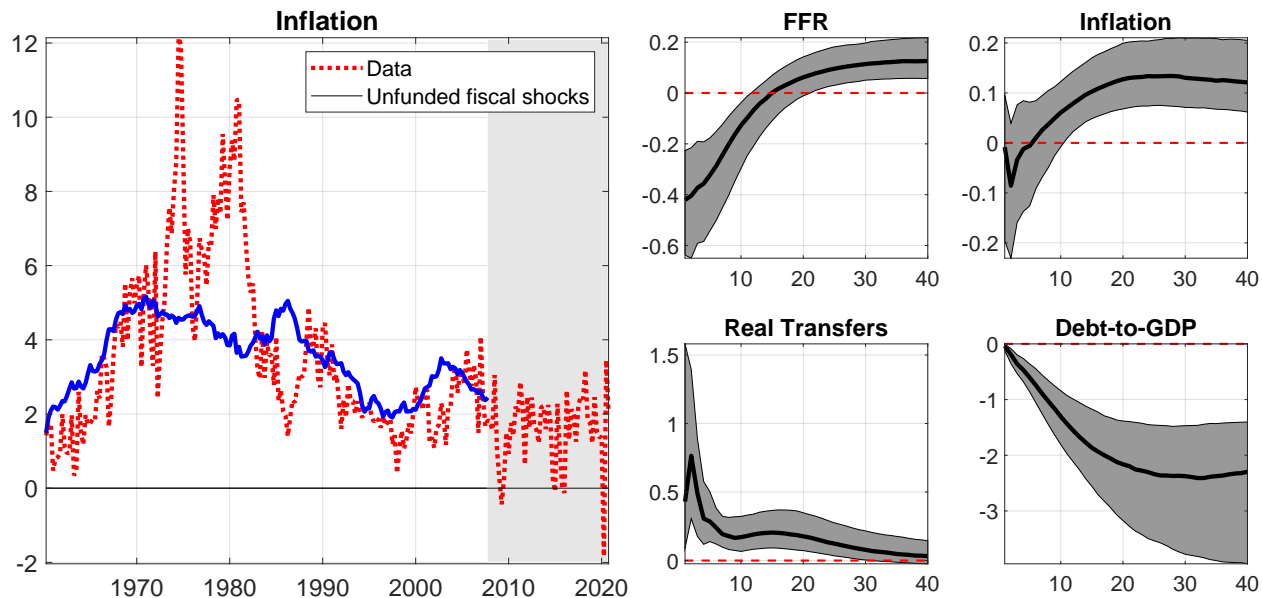 Inflation
12
10
8
6
4
2
0
-2
1970 1980 1990 2000 2010 2020
Data
Unfunded fiscal shocks
FFR
0.2
0
-0.2
-0.4
-0.6
10 20 30 40
Inflation
0.2
0.1
0
-0.1
-0.2
10 20 30 40
Real Transfers
1.5
1
0.5
0
10 20 30 40
Debt-to-GDP
0
-1
-2
-3
10 20 30 40